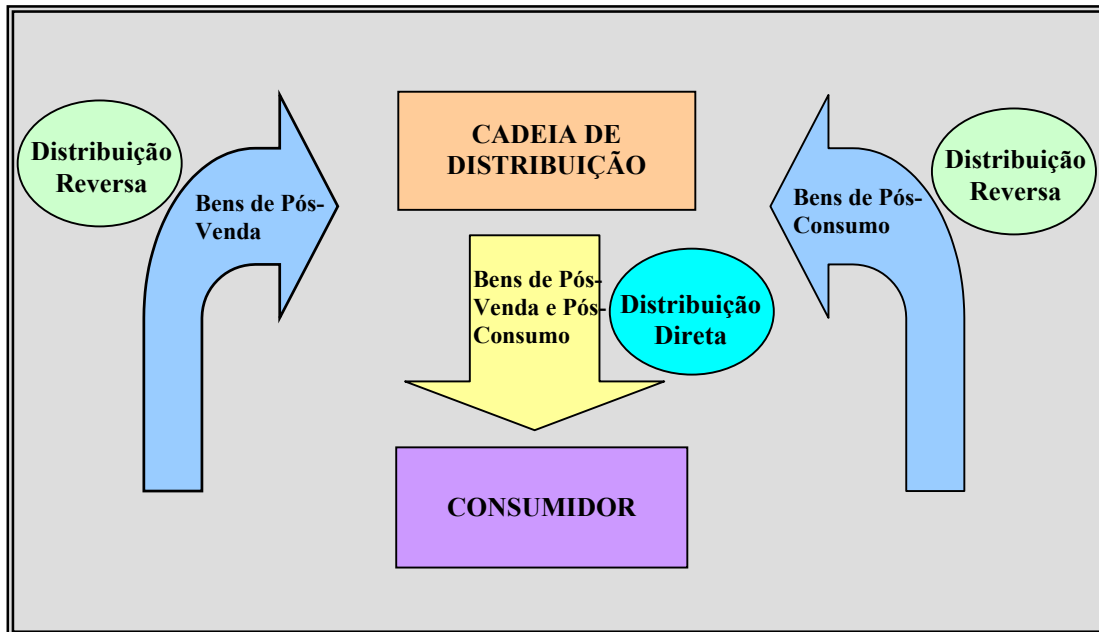 CADEIA DE
DISTRIBUIÇÃO
Distribuição
Reversa
Bens de Pós-
Venda
Distribuição
Reversa
Bens de Pós-
Consumo
Bens de Pós-
Venda e Pós-
Consumo
Distribuição
Direta
CONSUMIDOR